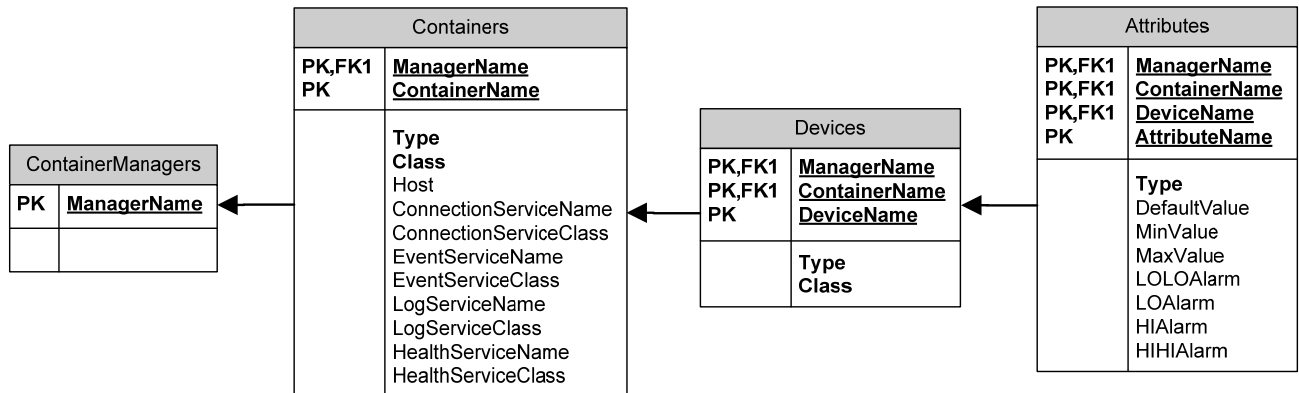 ContainerManagers
PK ManagerName
Containers
PK,FK1 ManagerName
PK ContainerName
Type
Class
Host
ConnectionServiceName
ConnectionServiceClass
EventServiceName
EventServiceClass
LogServiceName
LogServiceClass
HealthServiceName
HealthServiceClass
Devices
PK,FK1 ManagerName
PK,FK1 ContainerName
PK DeviceName
Type
Class
Attributes
PK,FK1 ManagerName
PK,FK1 ContainerName
PK,FK1 DeviceName
PK AttributeName
Type
DefaultValue
MinValue
MaxValue
LOLOAlarm
LOAlarm
HIAlarm
HIHIAlarm